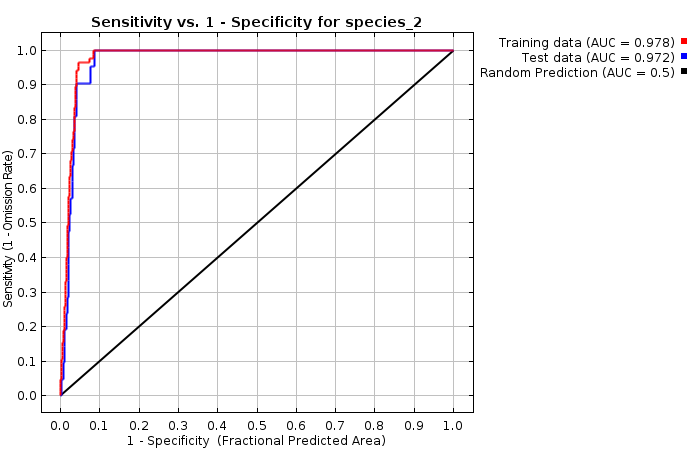 Sensitivity vs. 1 - Specificity for species_2
Training data (AUC = 0.978)
Test data (AUC = 0.972)
Random Prediction (AUC = 0.5)
Sensitivity (1 - Omission Rate)
1.0
0.9
0.8
0.7
0.6
0.5
0.4
0.3
0.2
0.1
0.0
0.0 0.1 0.2 0.3 0.4 0.5 0.6 0.7 0.8 0.9 1.0
1 - Specificity (Fractional Predicted Area)